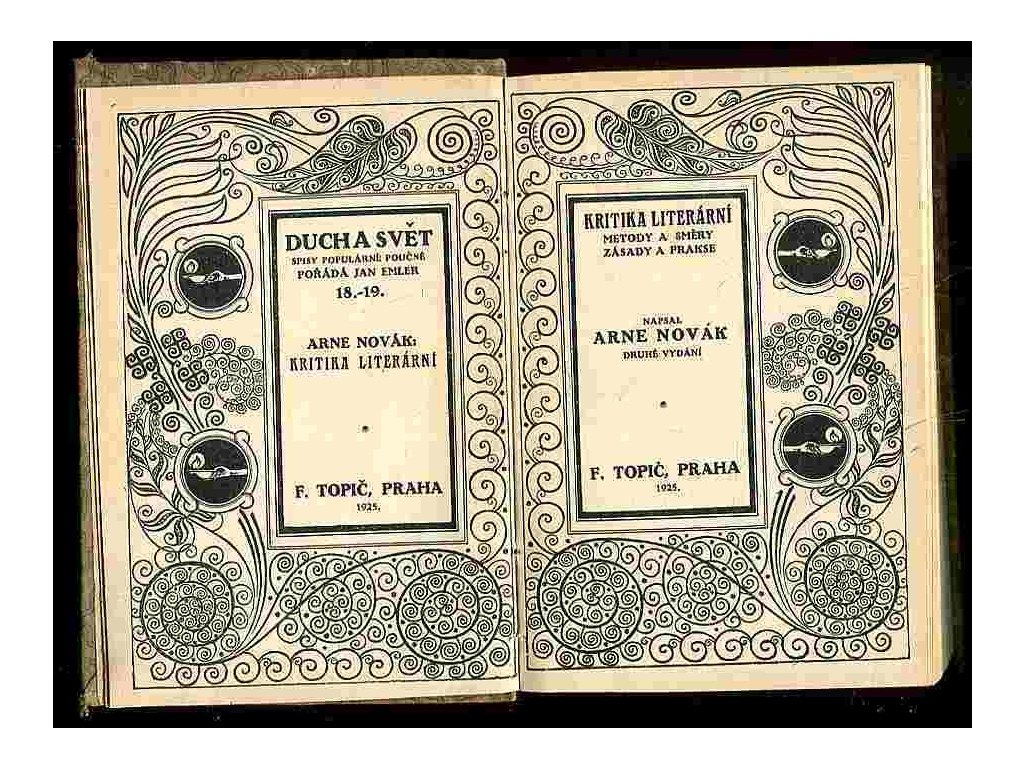 DUCH A SVĚT
SPISY POPULÁRNĚ POUČNÉ
POŘÁDÁ JAN EMLER
18.-19.
ARNE NOVÁK:
KRITIKA LITERÁRNÍ
F. TOPIČ, PRAHA
1925.
KRITIKA LITERÁRNÍ
METODY A SMĚRY
ZÁSADY A PRAKSE
NAPSAL
ARNE NOVÁK
DRUHÉ VYDÁNÍ
F. TOPIČ, PRAHA
1925.